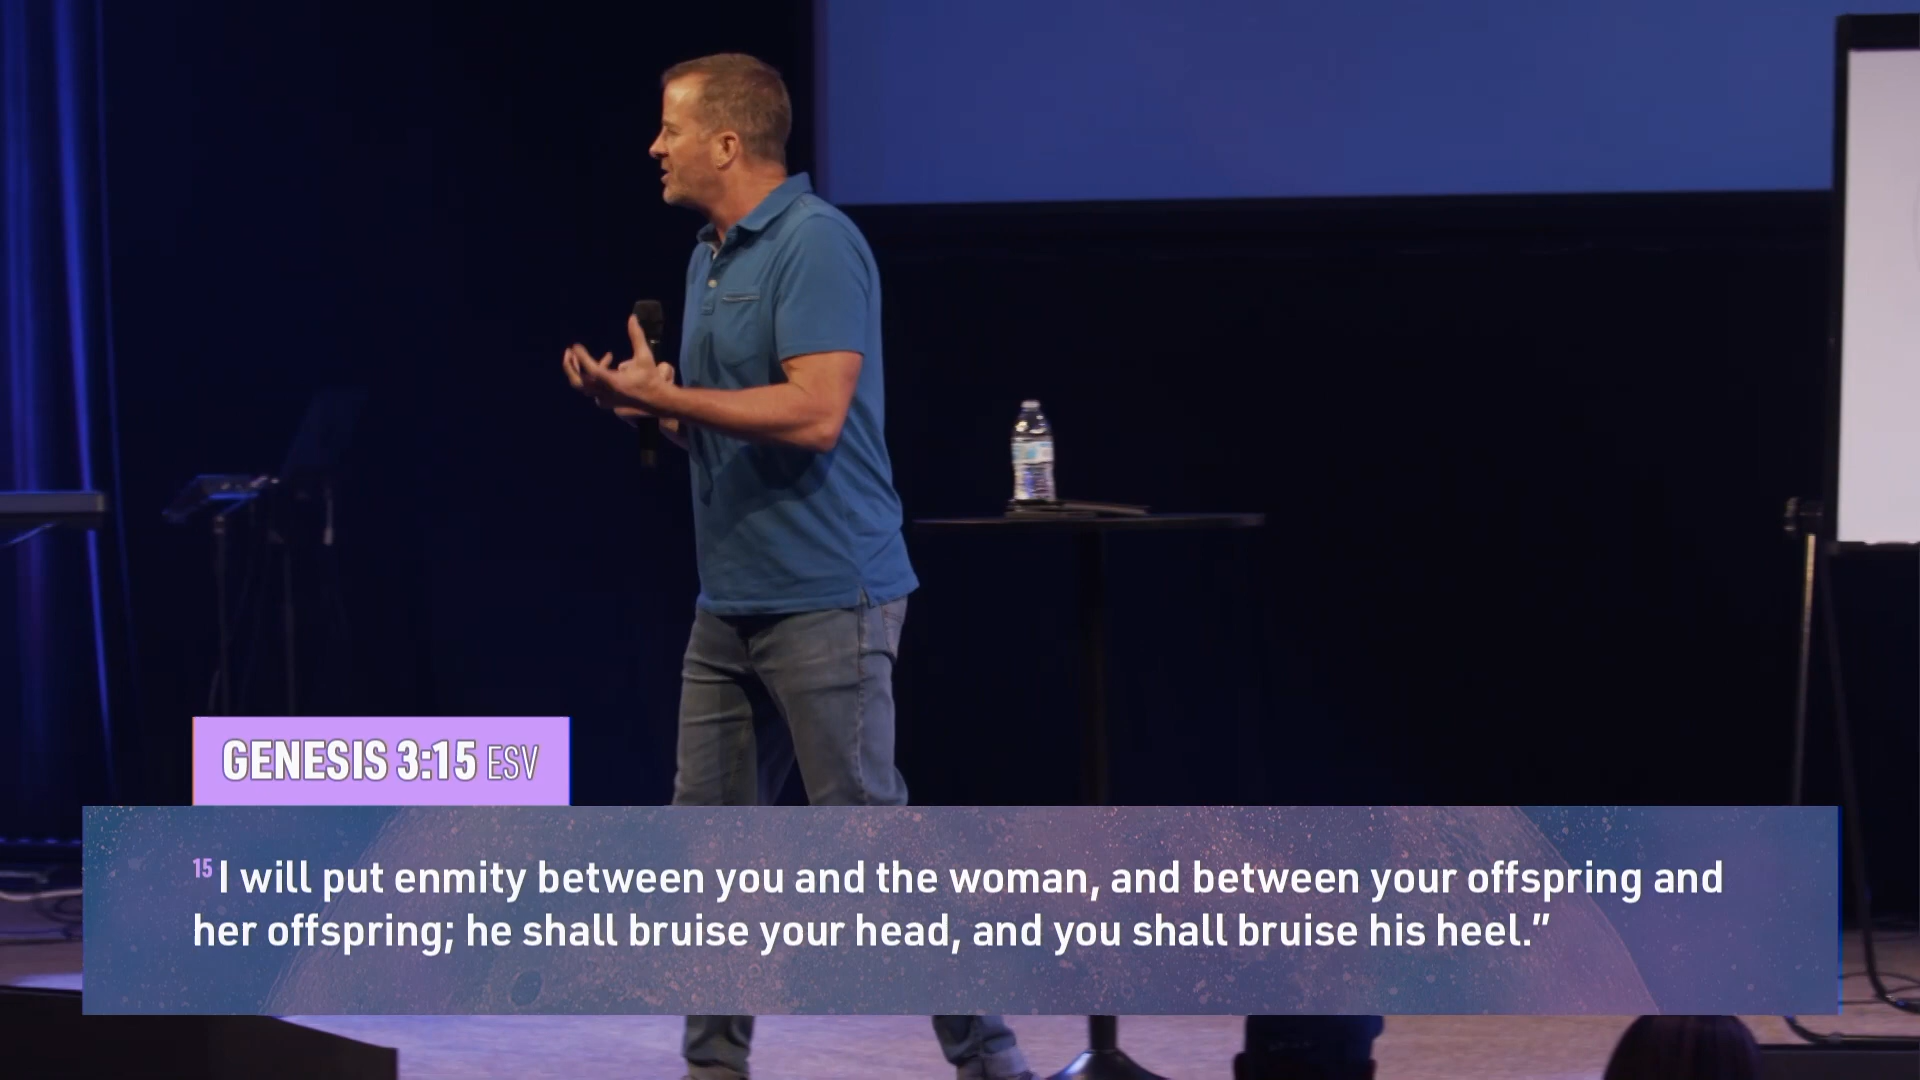 GENESIS 3:15 ESV
15 I will put enmity between you and the woman, and between your offspring and
her offspring; he shall bruise your head, and you shall bruise his heel.”